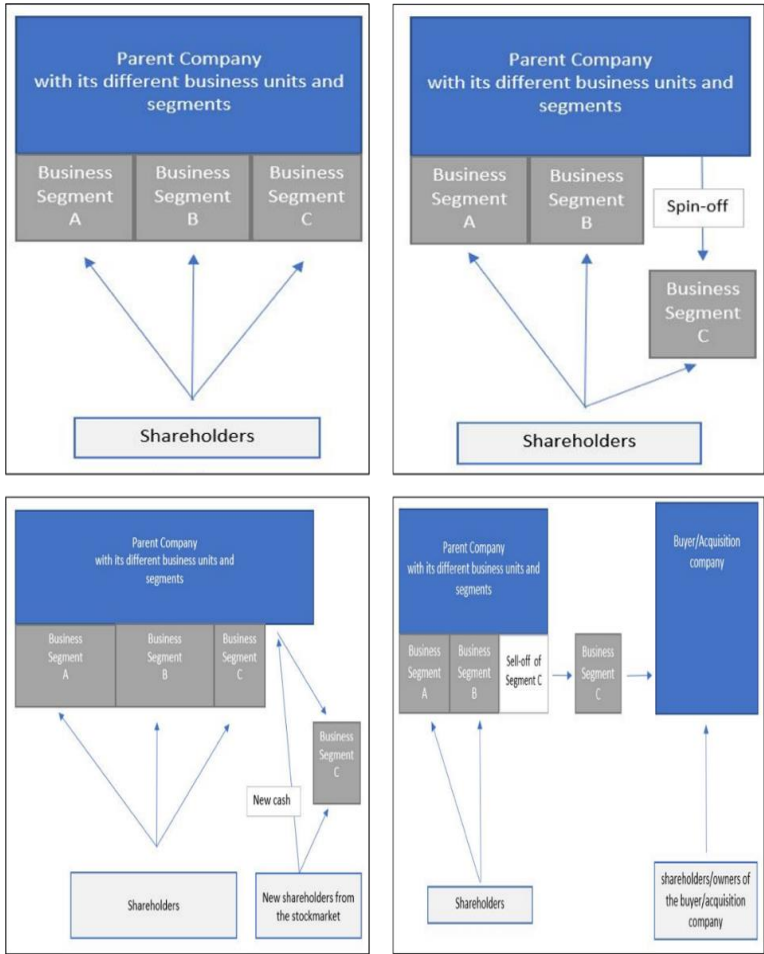 Parent Company
with its different business units and
segments
Business
Segment
A
Business
Segment
B
Business
Segment
C
Shareholders
Parent Company
with its different business units and
segments
Business
Segment
A
Business
Segment
B
Spin-off
Business
Segment
C
Shareholders
Parent Company
with its different business units and
segments
Business
Segment
A
Business
Segment
B
Business
Segment
C
Business
Segment
C
New cash
Shareholders
New shareholders from
the stockmarket
Parent Company
with its different business units and
segments
Business
Segment
A
Business
Segment
B
Sell-off of
Segment C
Business
Segment
C
Buyer/Acquisition
company
Shareholders
shareholders/owners of
the buyer/acquisition
company